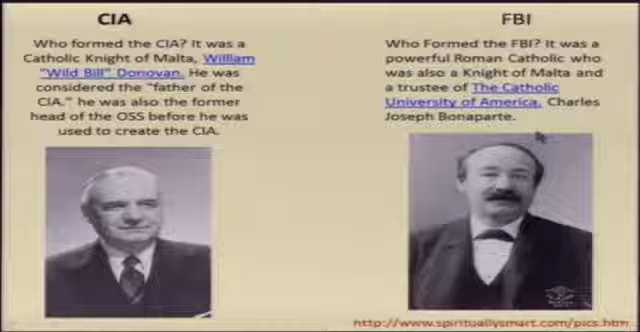 CIA
Who formed the CIA? It was a
Catholic Knight of Malta, William
"Wild Bill" Donovan. He was
considered the "father of the
CIA." he was also the former
head of the OSS before he was
used to create the CIA.
FBI
Who Formed the FBI? It was a
powerful Roman Catholic who
was also a Knight of Malta and
a trustee of The Catholic
University of America, Charles
Joseph Bonaparte.
http://www.spirituallysmart.com/pics.htm